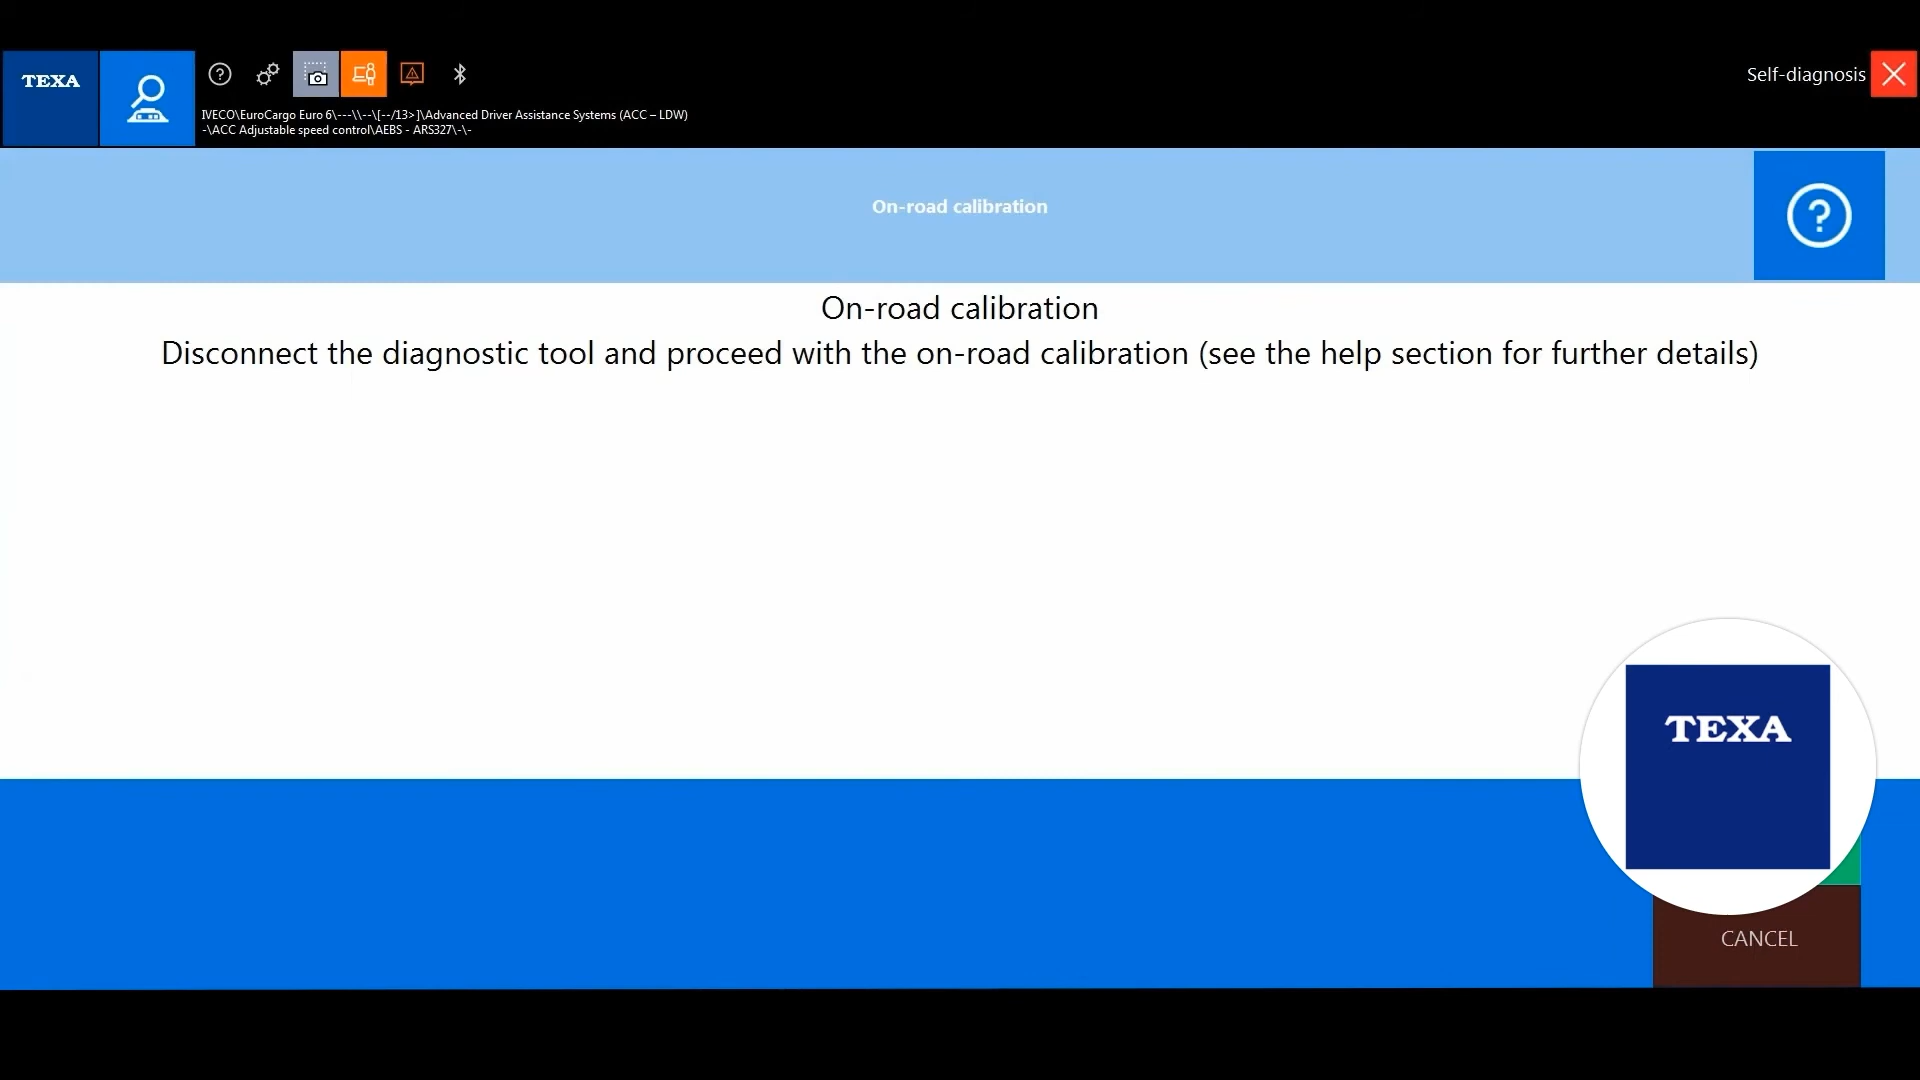 TEXA
Self-diagnosis
IVECO\EuroCargo Euro 6\---\\--\[--/13>]\Advanced Driver Assistance Systems (ACC – LDW)
-\ACC Adjustable speed control\AEBS - ARS327\-\-
On-road calibration
On-road calibration
Disconnect the diagnostic tool and proceed with the on-road calibration (see the help section for further details)
TEXA
CANCEL